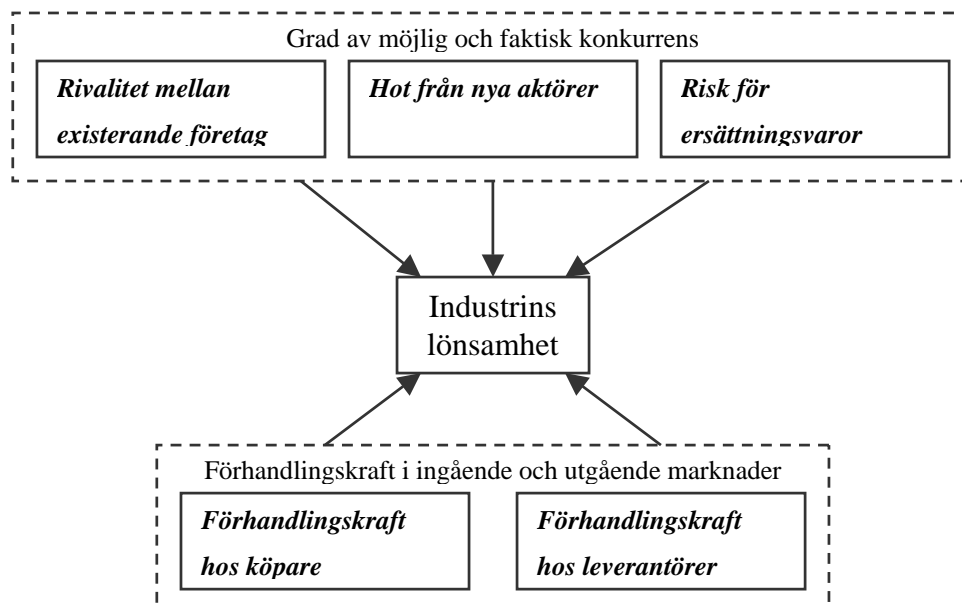 Grad av möjlig och faktisk konkurrens
Rivalitet mellan
existerande företag
Hot från nya aktörer
Risk för
ersättningsvaror
Industrins
lönsamhet
Förhandlingskraft i ingående och utgående marknader
Förhandlingskraft
hos köpare
Förhandlingskraft
hos leverantörer